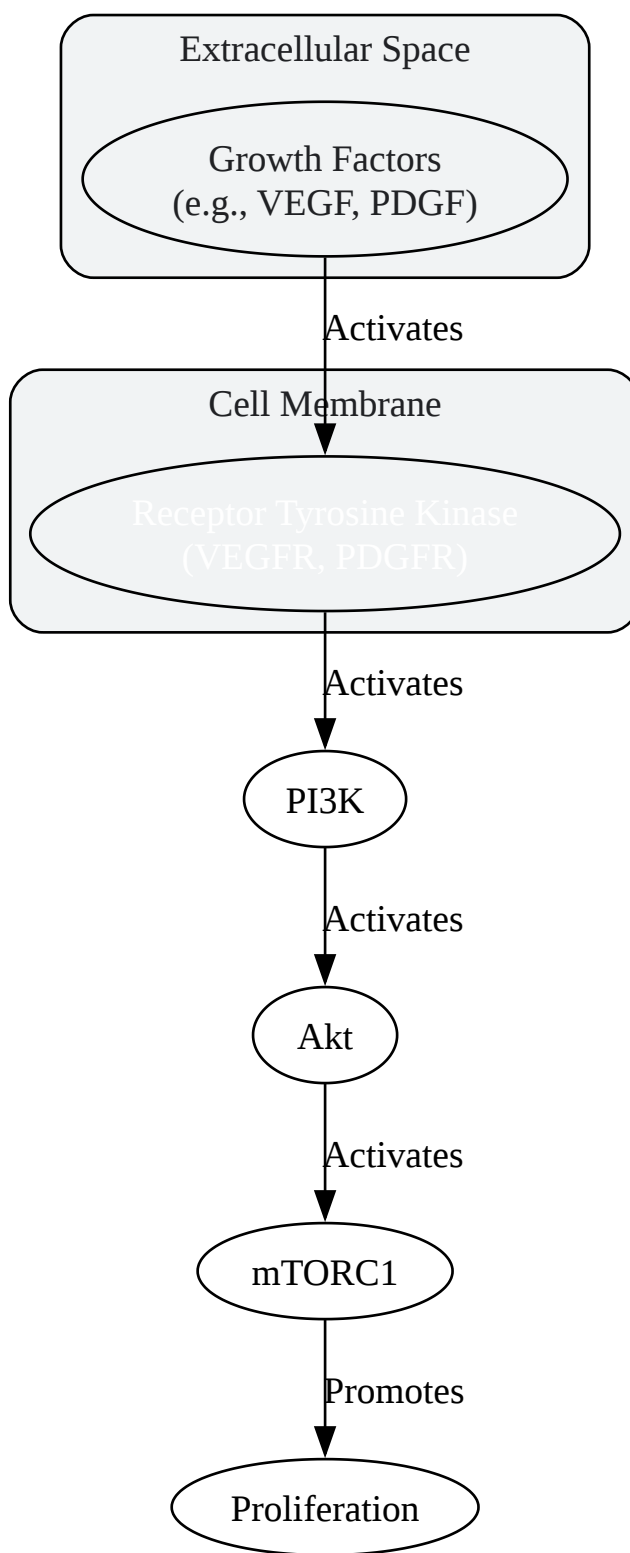 Extracellular Space
Growth Factors
(e.g., VEGF, PDGF)
Activates
Cell Membrane
Receptor Tyrosine Kinase
(VEGFR, PDGFR)
Activates
PI3K
Activates
Akt
Activates
mTORC1
Promotes
Proliferation